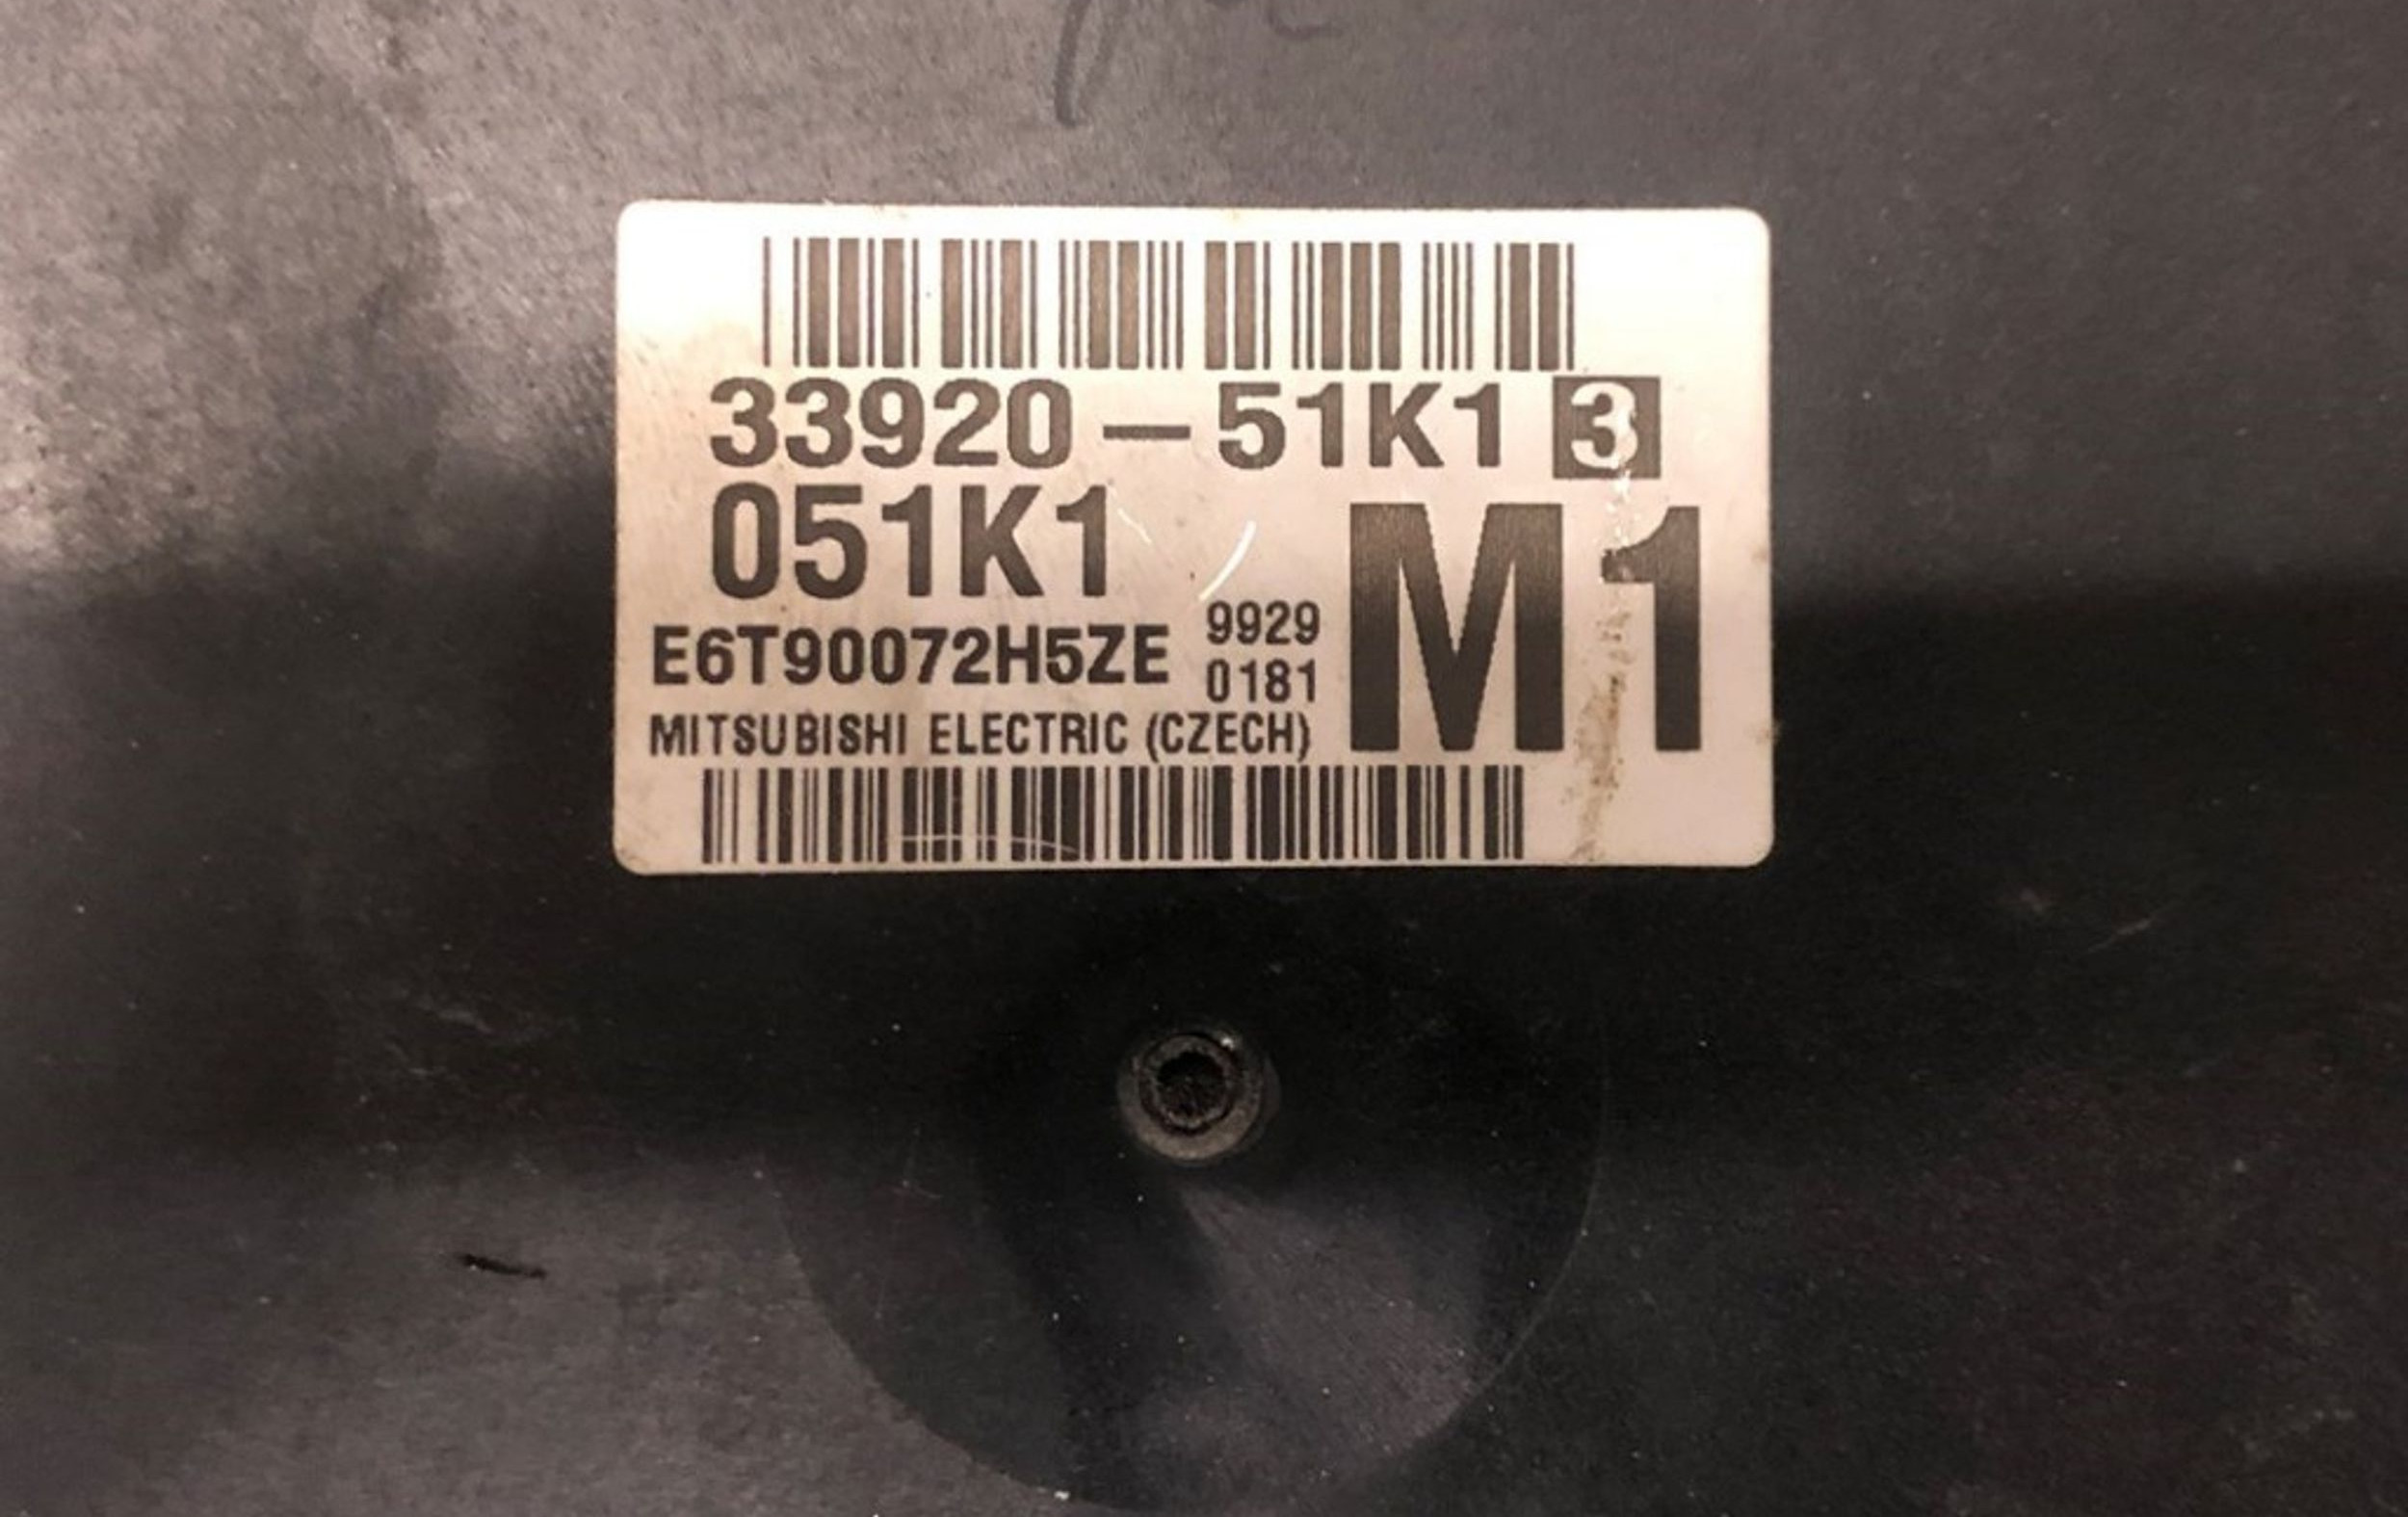 33920-51K1 3
051K1
M1
E6T90072H5ZE
9929
0181
MITSUBISHI ELECTRIC (CZECH)